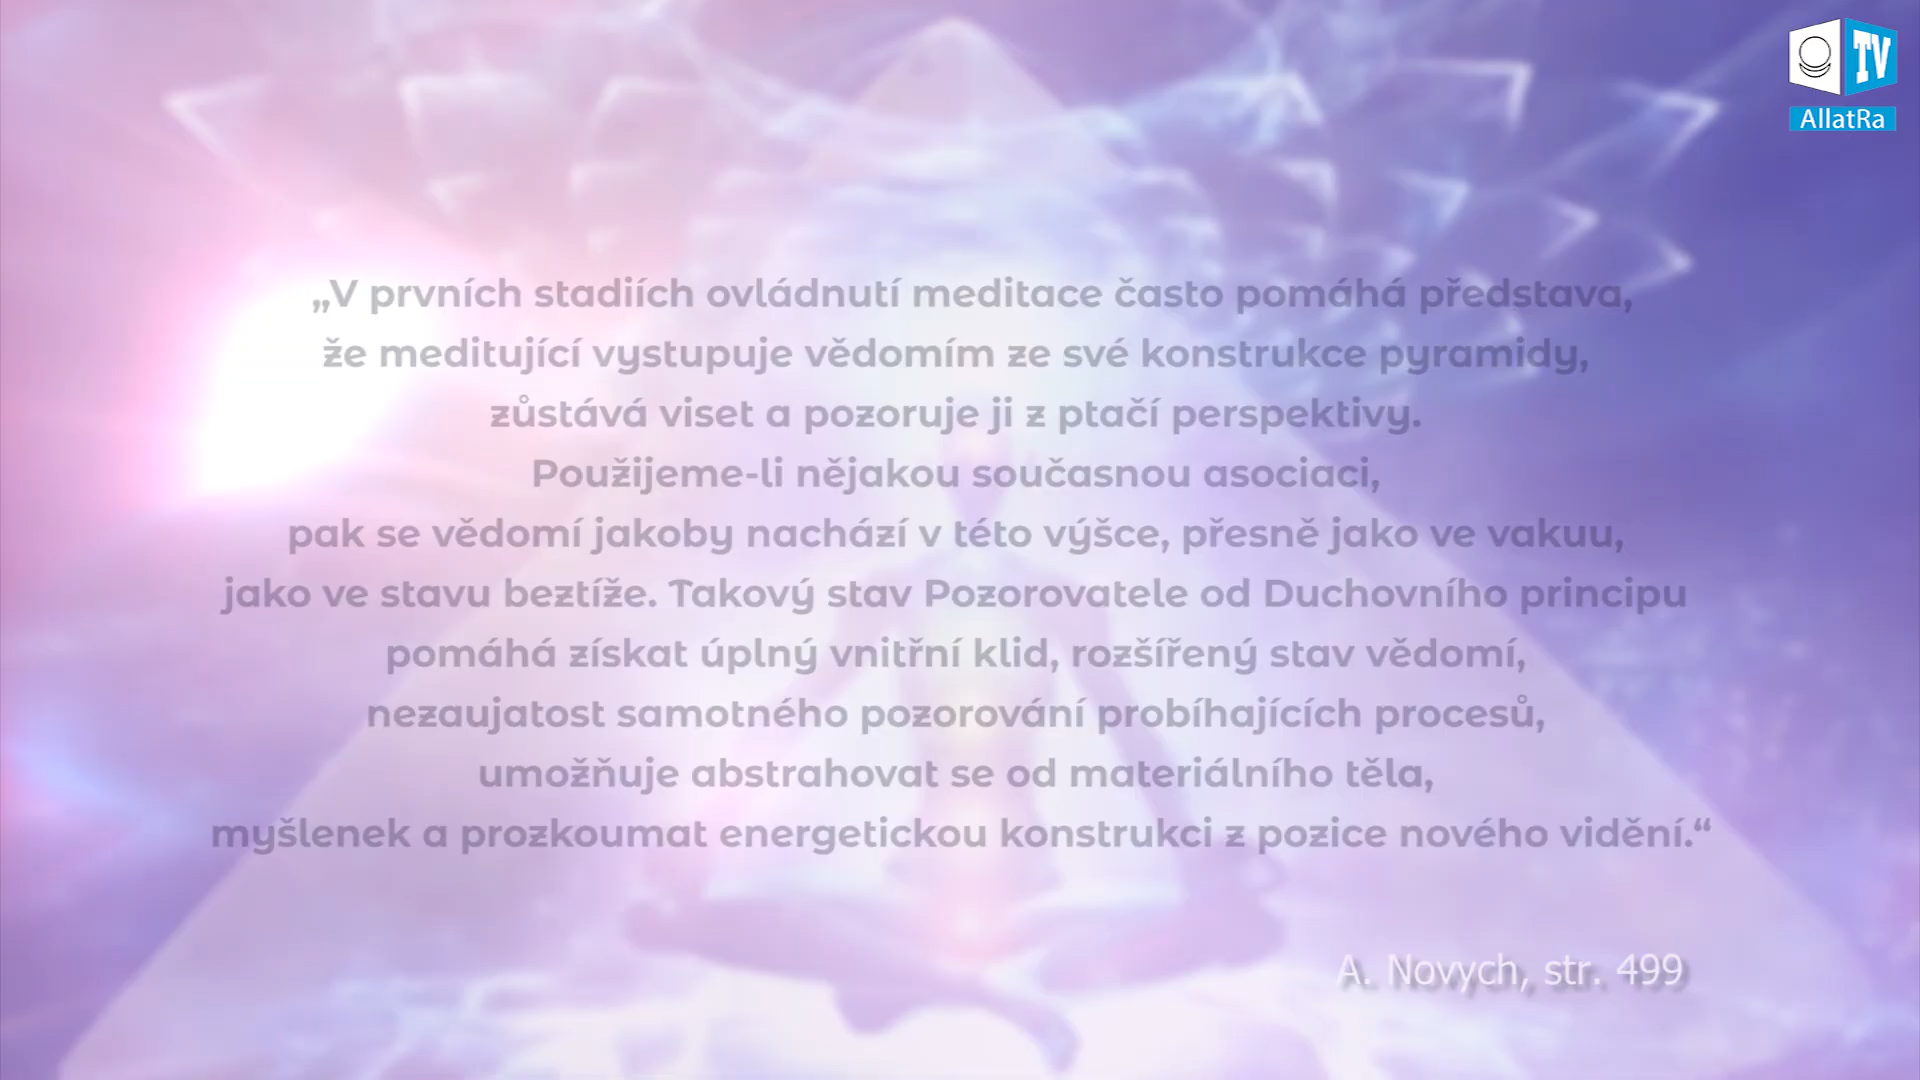 TV
AllatRa
„V prvních stadiích ovládnutí meditace často pomáhá představa,
že meditující vystupuje vědomím ze své konstrukce pyramidy,
zůstává viset a pozoruje ji z ptačí perspektivy.
Použijeme-li nějakou současnou asociaci,
pak se vědomí jakoby nachází v této výšce, přesně jako ve vakuu,
jako ve stavu beztíže. Takový stav Pozorovatele od Duchovního principu
pomáhá získat úplný vnitřní klid, rozšířený stav vědomí,
nezaujatost samotného pozorování probíhajících procesů,
umožňuje abstrahovat se od materiálního těla,
myšlenek a prozkoumat energetickou konstrukci z pozice nového vidění.“
A. Novych, str. 499